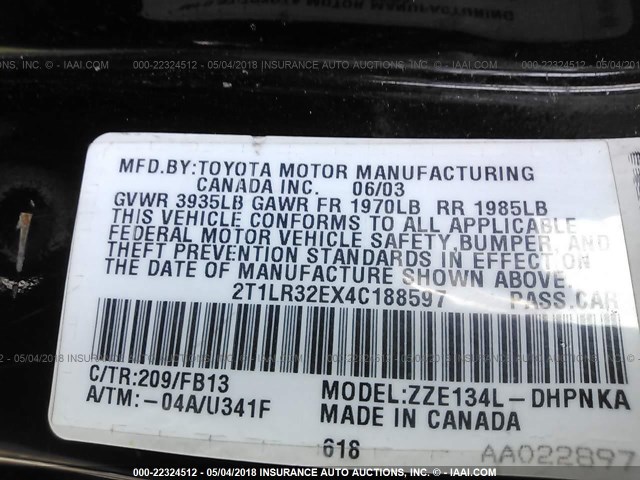 000-22324512 - 05/04/2018 INSURANCE AUTO AUCTIONS, INC. © - IAAI.COM
MFD.BY:TOYOTA MOTOR MANUFACTURING
CANADA INC. 06/03
GVWR 3935LB GAWR FR 1970LB RR 1985LB
THIS VEHICLE CONFORMS TO ALL APPLICABLE
FEDERAL MOTOR VEHICLE SAFETY, BUMPER, AND
THEFT PREVENTION STANDARDS IN EFFECT ON
THE DATE OF MANUFACTURE SHOWN ABOVE.
2T1LR32EX4C188597 PASS.CAR
C/TR:209/FB13 MODEL:ZZE134L-DHPNKA
A/TM:-04A/U341F MADE IN CANADA
618 AA022897
000-22324512 - 05/04/2018 INSURANCE AUTO AUCTIONS, INC. © - IAAI.COM